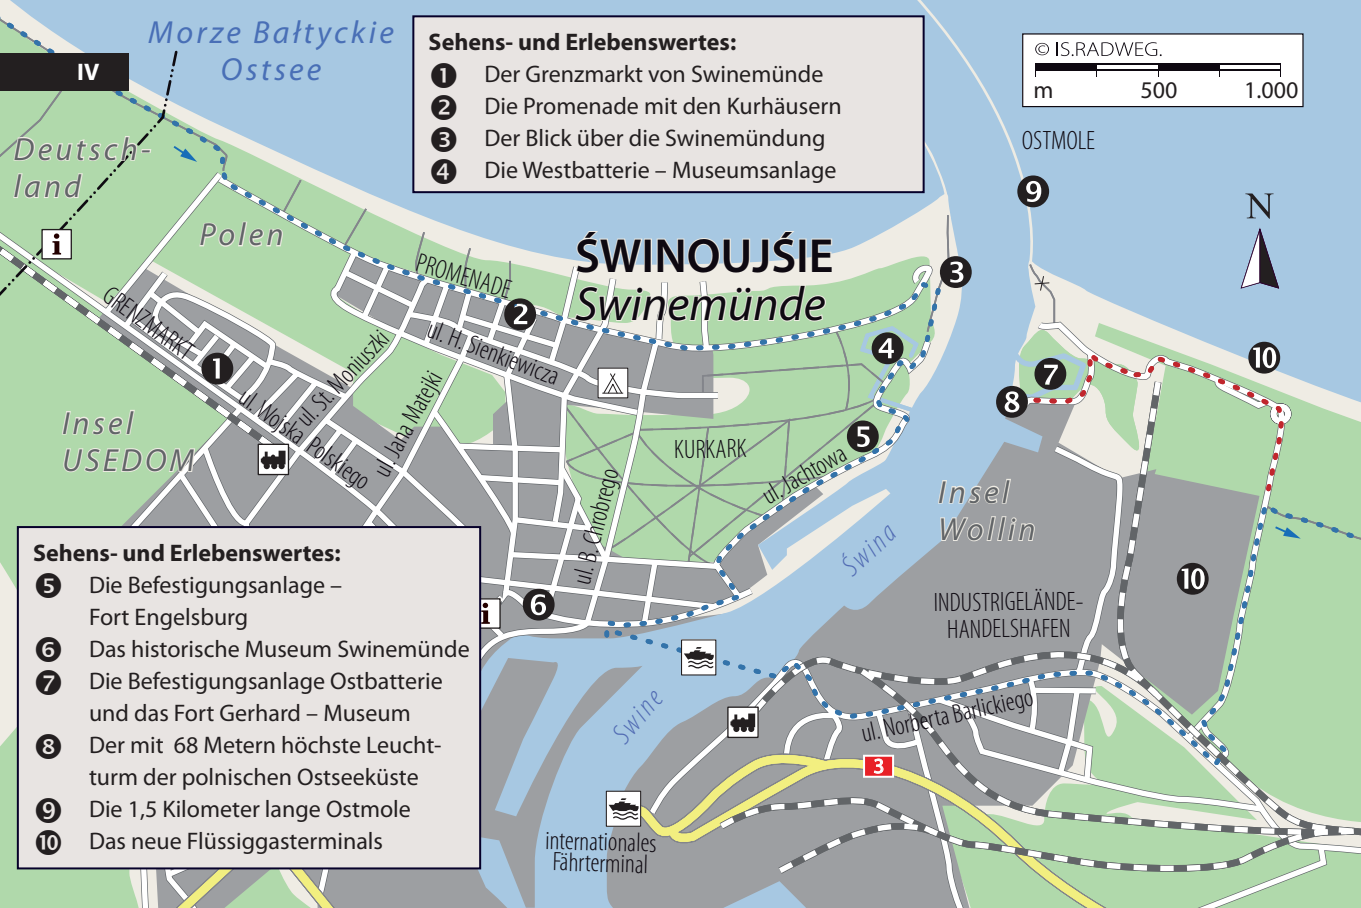 IV
Morze Bałtyckie
Ostsee
Sehens- und Erlebenswertes:
1 Der Grenzmarkt von Swinemünde
2 Die Promenade mit den Kurhäusern
3 Der Blick über die Swinemündung
4 Die Westbatterie – Museumsanlage
© IS.RADWEG.
m 500 1.000
OSTMOLE
9
N
Deutsch-
land
i
Polen
PROMENADE
ŚWINOUJŚIE
Swinemünde
3
2
4
GRENZMARKT
1
ul. St. Moniuszki
ul. H. Sienkiewicza
ul. Jana Matejki
ul. Wojska Polskiego
10
7
8
Insel
USEDOM
KURKARK
5
ul. Jachtowa
ul. B. Chrobrego
Insel
Wollin
Świna
10
INDUSTRIGELÄNDE-
HANDELSHAFEN
Sehens- und Erlebenswertes:
5 Die Befestigungsanlage –
Fort Engelsburg
6 Das historische Museum Swinemünde
7 Die Befestigungsanlage Ostbatterie
und das Fort Gerhard – Museum
8 Der mit 68 Metern höchste Leucht-
turm der polnischen Ostseeküste
9 Die 1,5 Kilometer lange Ostmole
10 Das neue Flüssiggasterminals
i
6
Swine
ul. Norberta Barlickiego
3
internationales
Fährterminal